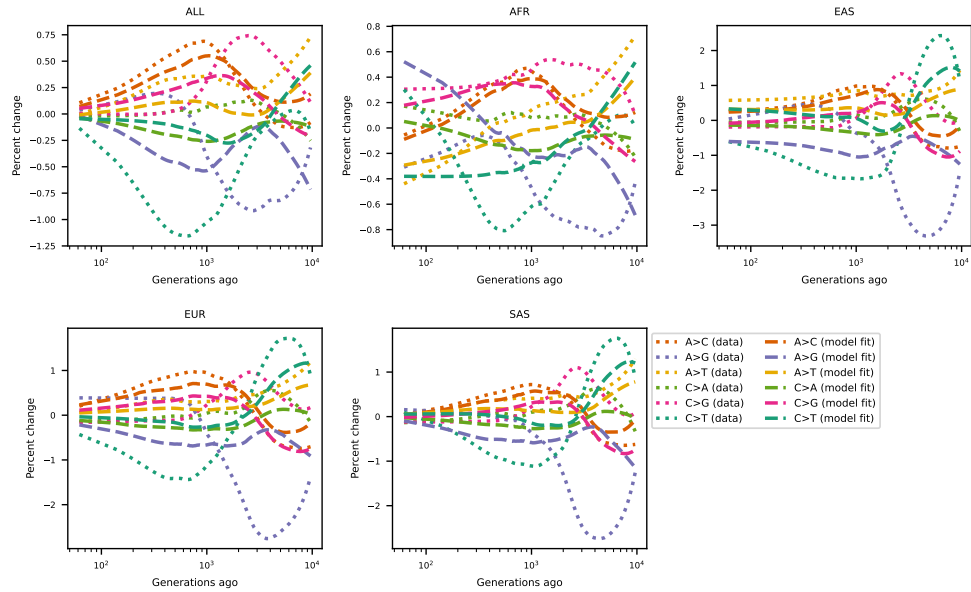 ALL
AFR
EAS
Percent change
0.75
0.50
0.25
0.00
−0.25
−0.50
−0.75
−1.00
−1.25
10²
10³
10⁴
Generations ago
Percent change
0.8
0.6
0.4
0.2
0.0
−0.2
−0.4
−0.6
−0.8
10²
10³
10⁴
Generations ago
Percent change
2
1
0
−1
−2
−3
10²
10³
10⁴
Generations ago
EUR
SAS
Percent change
1
0
−1
−2
10²
10³
10⁴
Generations ago
Percent change
1
0
−1
−2
10²
10³
10⁴
Generations ago
A>C (data) A>C (model fit)
A>G (data) A>G (model fit)
A>T (data) A>T (model fit)
C>A (data) C>A (model fit)
C>G (data) C>G (model fit)
C>T (data) C>T (model fit)